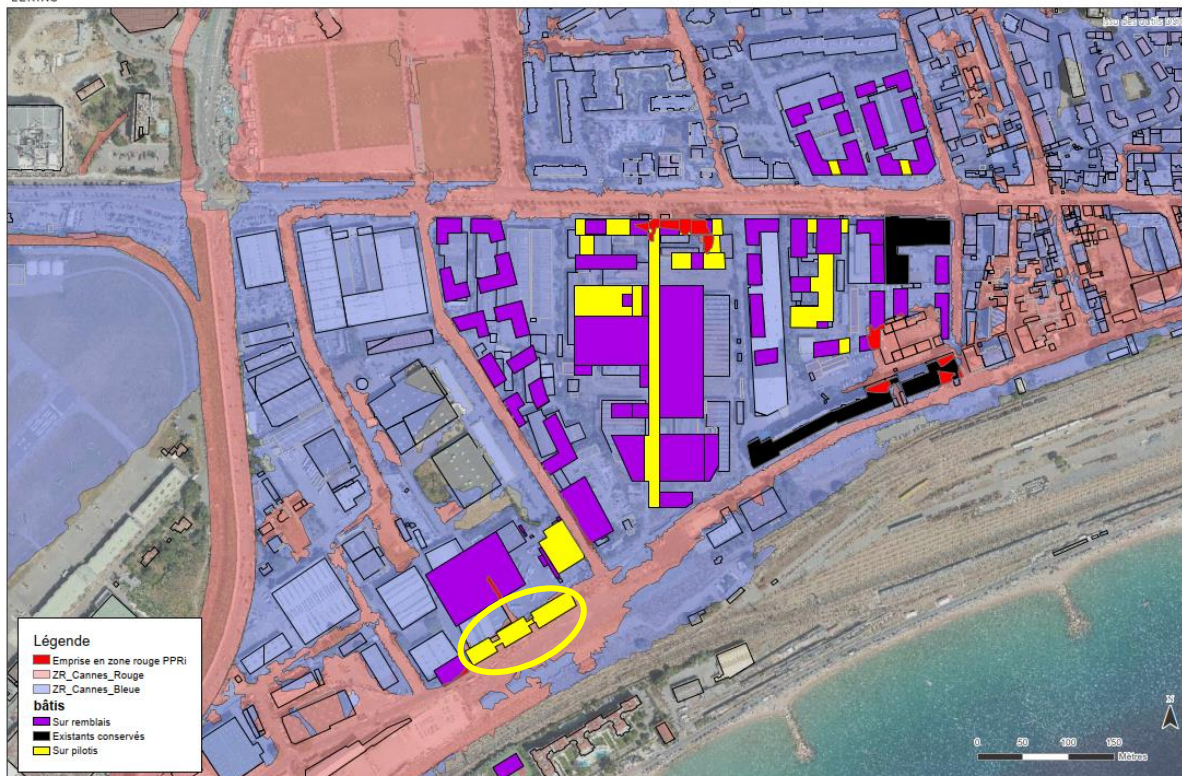 Légende
Emprise en zone rouge PPRi
ZR_Cannes_Rouge
ZR_Cannes_Bleue
bâtis
Sur remblais
Existants conservés
Sur pilotis
N
0 50 100 150
Mètres